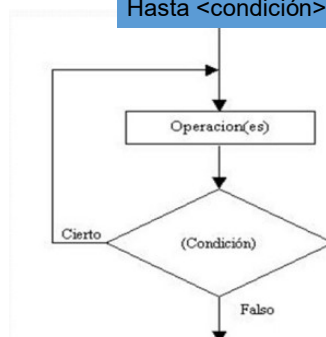 Hasta <condición>
Operacion(es)
Cierto
(Condición)
Falso